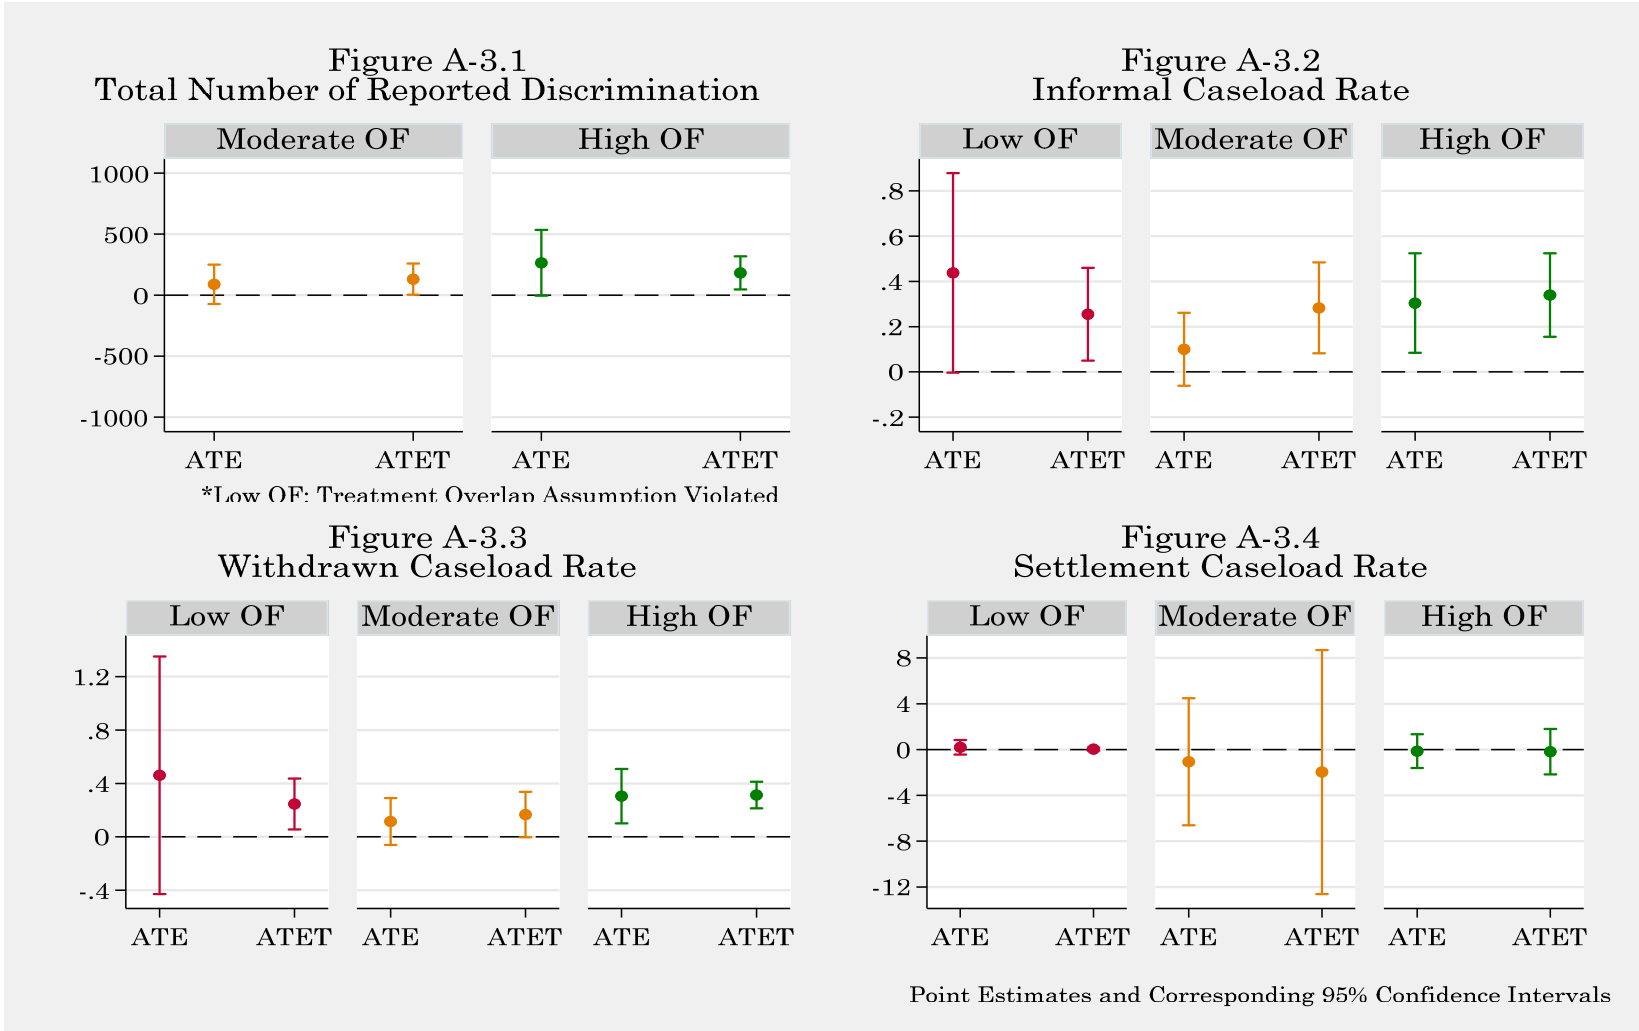 Figure A-3.1
Total Number of Reported Discrimination
Moderate OF High OF
1000
500
0
-500
-1000
ATE ATET ATE ATET
*Low OF: Treatment Overlap Assumption Violated
Figure A-3.2
Informal Caseload Rate
Low OF Moderate OF High OF
.8
.6
.4
.2
0
-.2
ATE ATET ATE ATET ATE ATET
Figure A-3.3
Withdrawn Caseload Rate
Low OF Moderate OF High OF
1.2
.8
.4
0
-.4
ATE ATET ATE ATET ATE ATET
Figure A-3.4
Settlement Caseload Rate
Low OF Moderate OF High OF
8
4
0
-4
-8
-12
ATE ATET ATE ATET ATE ATET
Point Estimates and Corresponding 95% Confidence Intervals